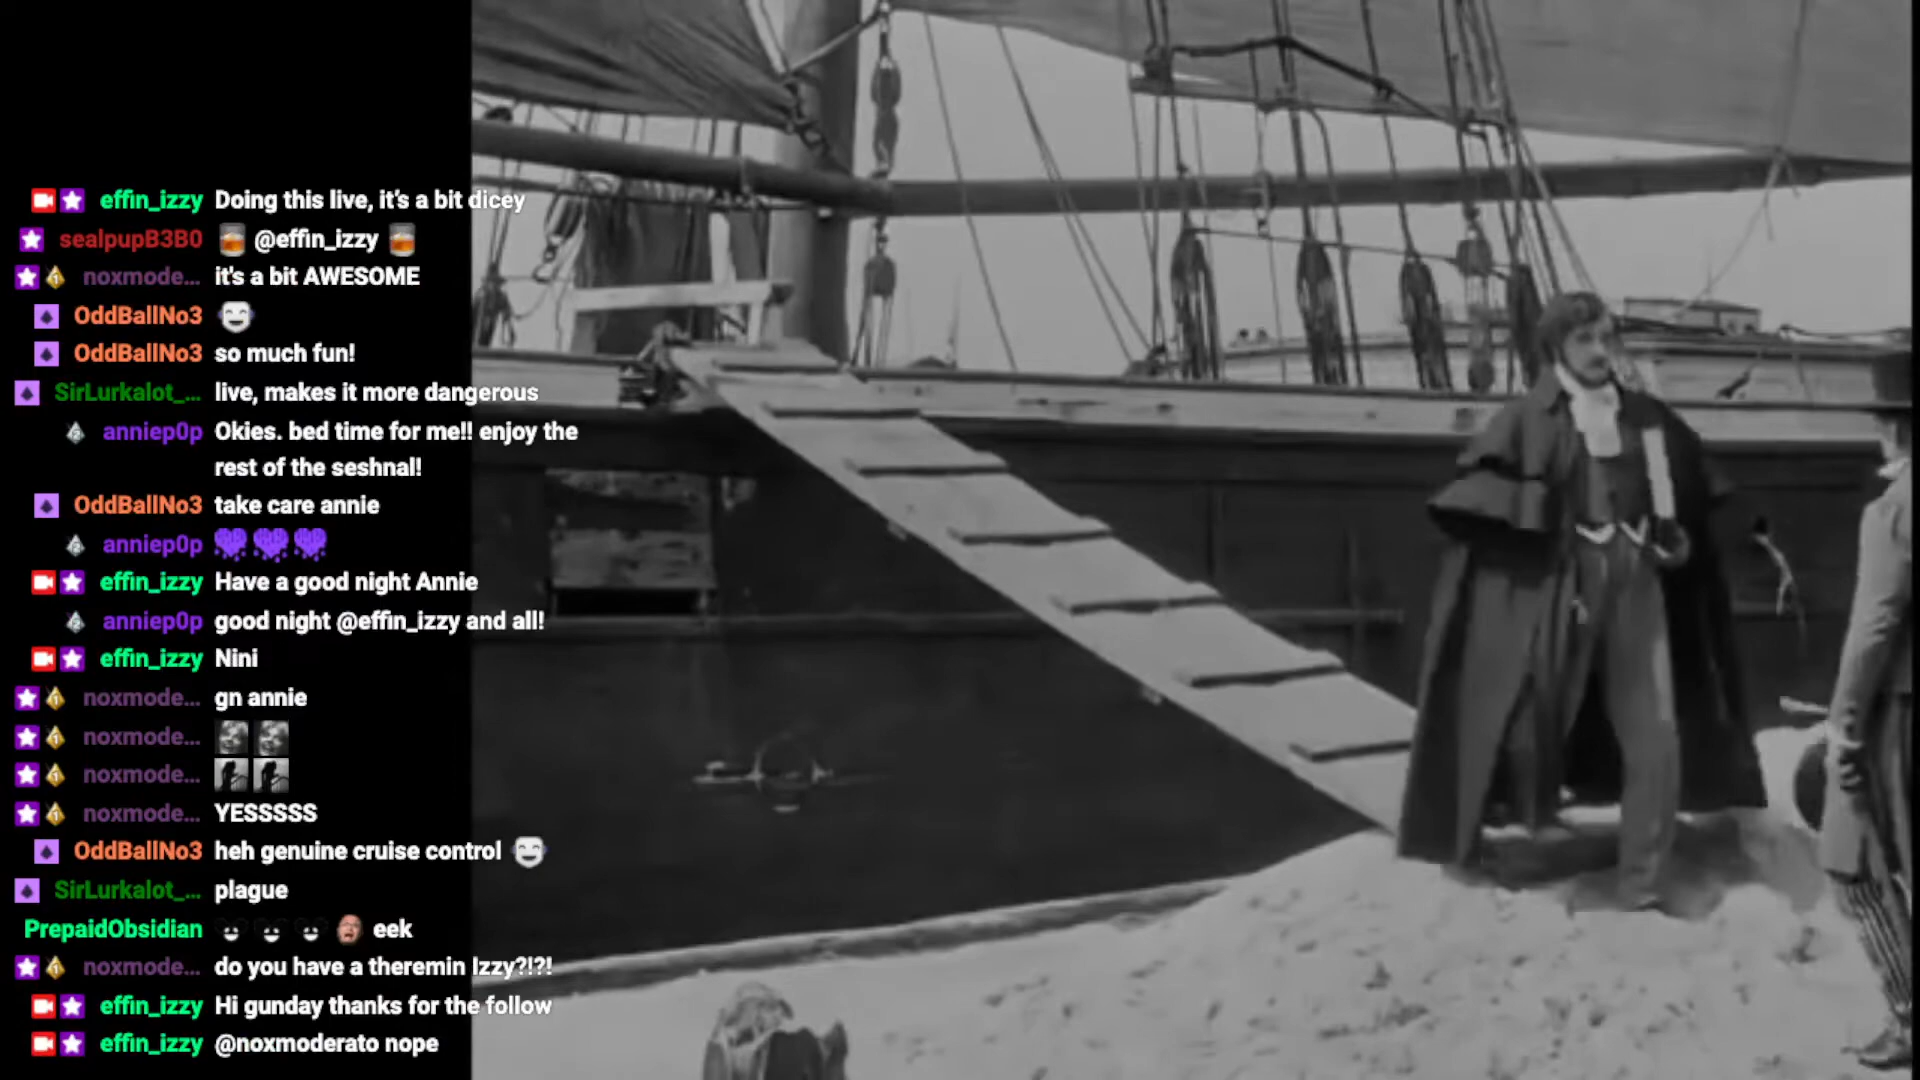 effin_izzy Doing this live, it's a bit dicey
sealpupB3B0 @effin_izzy
noxmode... it's a bit AWESOME
OddBallNo3
OddBallNo3 so much fun!
SirLurkalot_... live, makes it more dangerous
anniep0p Okies. bed time for me!! enjoy the
rest of the seshnal!
OddBallNo3 take care annie
anniep0p
effin_izzy Have a good night Annie
anniep0p good night @effin_izzy and all!
effin_izzy Nini
noxmode... gn annie
noxmode...
noxmode...
noxmode... YESSSSS
OddBallNo3 heh genuine cruise control
SirLurkalot_... plague
PrepaidObsidian eek
noxmode... do you have a theremin Izzy?!?!
effin_izzy Hi gunday thanks for the follow
effin_izzy @noxmoderato nope